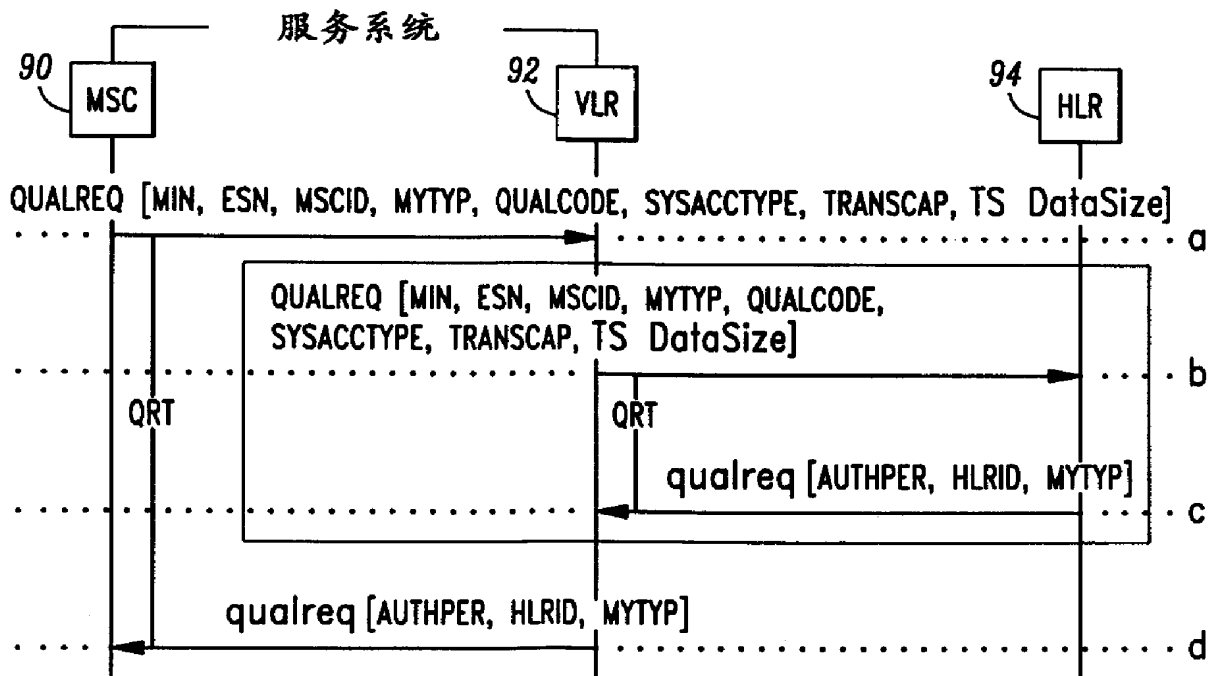 服务系统
90 MSC 92 VLR 94 HLR
QUALREQ [MIN, ESN, MSCID, MYTYP, QUALCODE, SYSACCTYPE, TRANSCAP, TS DataSize]
a
QUALREQ [MIN, ESN, MSCID, MYTYP, QUALCODE,
SYSACCTYPE, TRANSCAP, TS DataSize]
b
QRT QRT
qualreq [AUTHPER, HLRID, MYTYP]
c
qualreq [AUTHPER, HLRID, MYTYP]
d